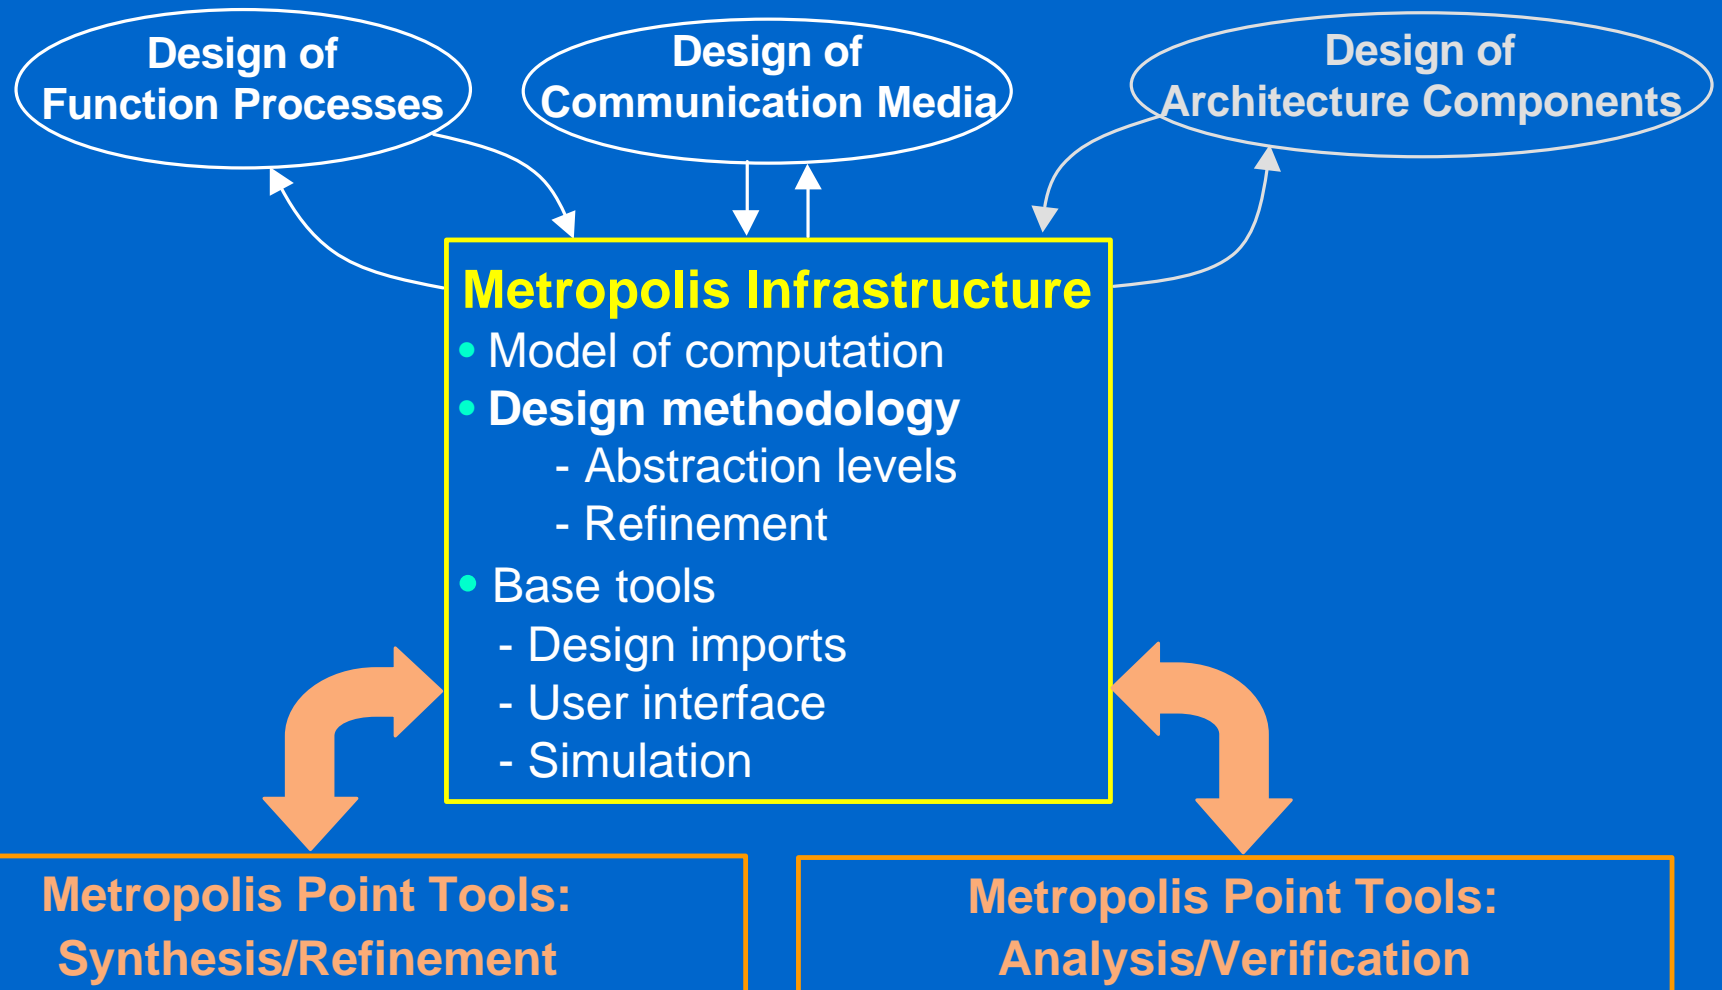 Design of
Function Processes
Design of
Communication Media
Design of
Architecture Components
Metropolis Infrastructure
• Model of computation
• Design methodology
- Abstraction levels
- Refinement
• Base tools
- Design imports
- User interface
- Simulation
Metropolis Point Tools:
Synthesis/Refinement
Metropolis Point Tools:
Analysis/Verification